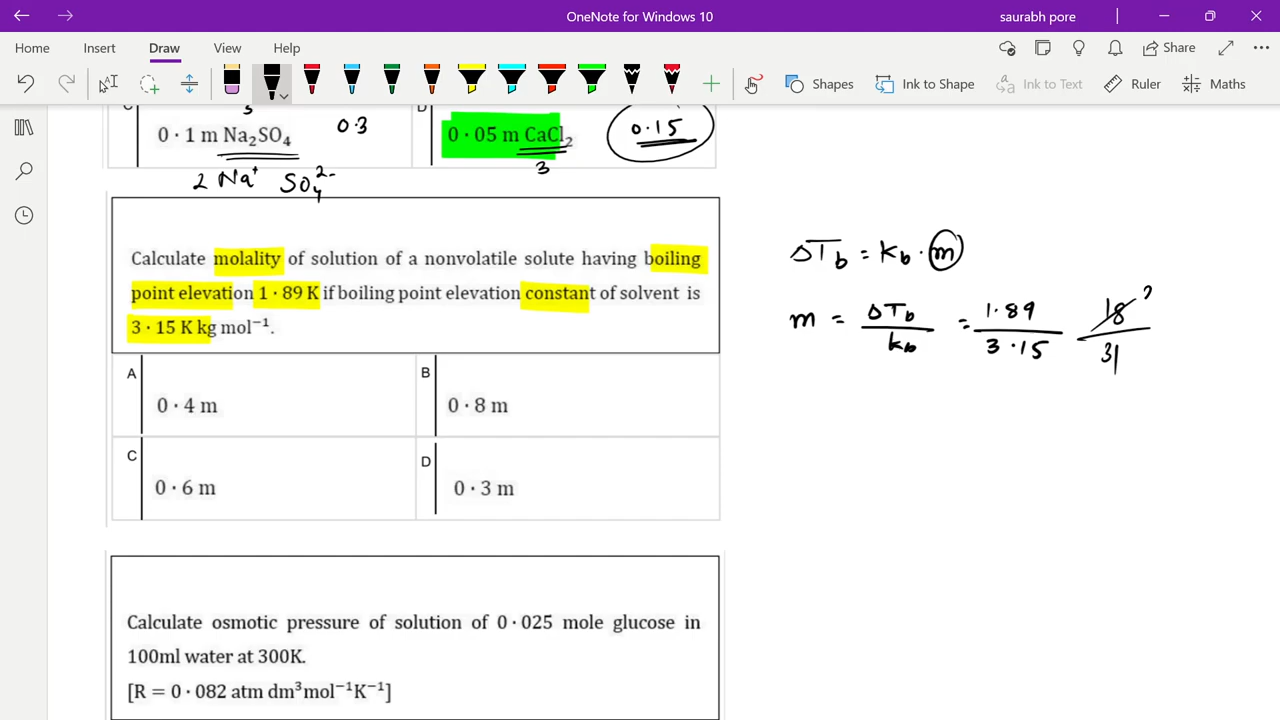 OneNote for Windows 10
saurabh pore
Home Insert Draw View Help
Share
Shapes Ink to Shape Ink to Text Ruler Maths
C
0·1 m Na₂SO₄
3
0.3
2 Na⁺ SO₄²⁻
D
0·05 m CaCl₂
3
0.15
Calculate molality of solution of a nonvolatile solute having boiling
point elevation 1·89 K if boiling point elevation constant of solvent is
3·15 K kg mol⁻¹.
A
0·4 m
B
0·8 m
C
0·6 m
D
0·3 m
ΔT_b = k_b · m
m = ΔT_b / k_b = 1.89 / 3.15 18 / 31
Calculate osmotic pressure of solution of 0·025 mole glucose in
100ml water at 300K.
[R = 0·082 atm dm³mol⁻¹K⁻¹]